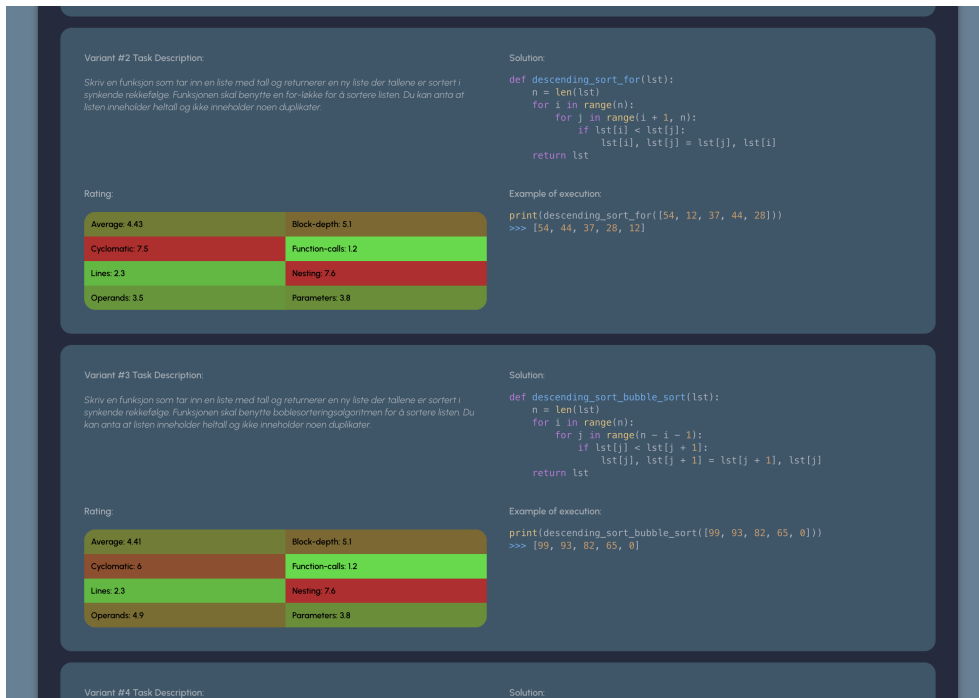 Variant #2 Task Description:
Skriv en funksjon som tar inn en liste med tall og returnerer en ny liste der tallene er sortert i
synkende rekkefølge. Funksjonen skal benytte en for-løkke for å sortere listen. Du kan anta at
listen inneholder heltall og ikke inneholder noen duplikater.
Solution:
def descending_sort_for(lst):
    n = len(lst)
    for i in range(n):
        for j in range(i + 1, n):
            if lst[i] < lst[j]:
                lst[i], lst[j] = lst[j], lst[i]
    return lst
Rating:
Average: 4.43
Block-depth: 5.1
Cyclomatic: 7.5
Function-calls: 1.2
Lines: 2.3
Nesting: 7.6
Operands: 3.5
Parameters: 3.8
Example of execution:
print(descending_sort_for([54, 12, 37, 44, 28]))
>>> [54, 44, 37, 28, 12]
Variant #3 Task Description:
Skriv en funksjon som tar inn en liste med tall og returnerer en ny liste der tallene er sortert i
synkende rekkefølge. Funksjonen skal benytte boblesorteringsalgoritmen for å sortere listen. Du
kan anta at listen inneholder heltall og ikke inneholder noen duplikater.
Solution:
def descending_sort_bubble_sort(lst):
    n = len(lst)
    for i in range(n):
        for j in range(n - i - 1):
            if lst[j] < lst[j + 1]:
                lst[j], lst[j + 1] = lst[j + 1], lst[j]
    return lst
Rating:
Average: 4.41
Block-depth: 5.1
Cyclomatic: 6
Function-calls: 1.2
Lines: 2.3
Nesting: 7.6
Operands: 4.9
Parameters: 3.8
Example of execution:
print(descending_sort_bubble_sort([99, 93, 82, 65, 0]))
>>> [99, 93, 82, 65, 0]
Variant #4 Task Description:
Solution: